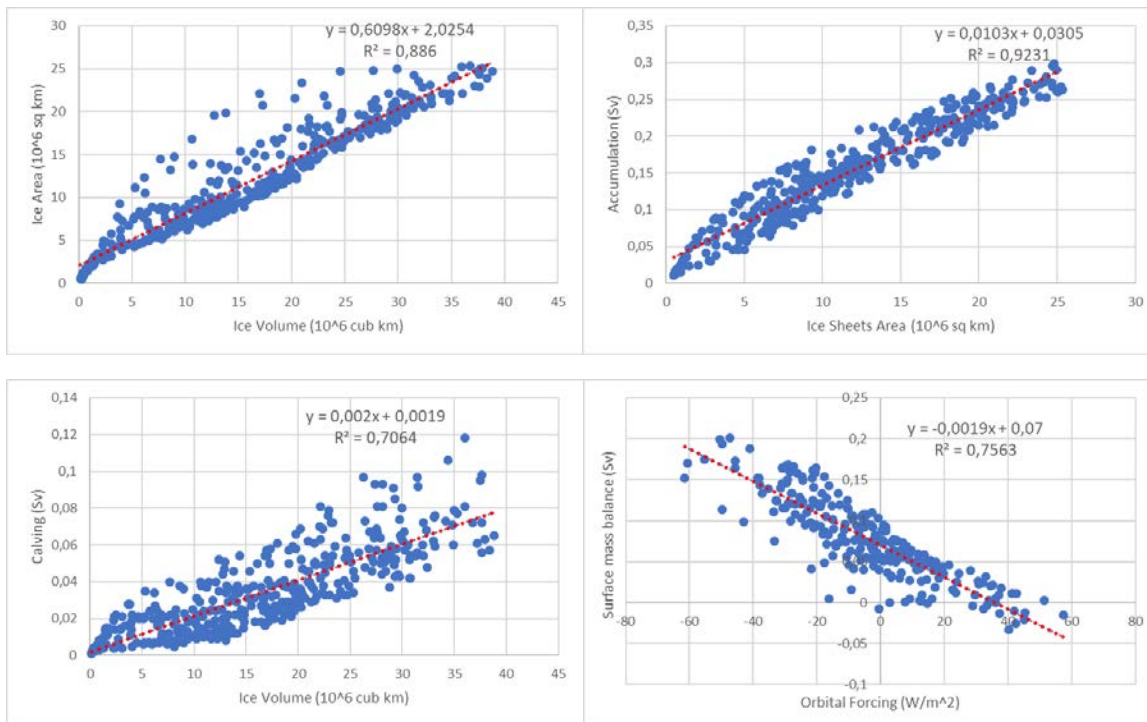 y = 0,6098x + 2,0254
R² = 0,886
30
25
20
15
10
5
0
Ice Area (10^6 sq km)
0 5 10 15 20 25 30 35 40 45
Ice Volume (10^6 cub km)
y = 0,0103x + 0,0305
R² = 0,9231
0,35
0,3
0,25
0,2
0,15
0,1
0,05
0
Accumulation (Sv)
0 5 10 15 20 25 30
Ice Sheets Area (10^6 sq km)
y = 0,002x + 0,0019
R² = 0,7064
0,14
0,12
0,1
0,08
0,06
0,04
0,02
0
Calving (Sv)
0 5 10 15 20 25 30 35 40 45
Ice Volume (10^6 cub km)
y = -0,0019x + 0,07
R² = 0,7563
0,25
0,2
0,15
0
-0,05
-0,1
Surface mass balance (Sv)
-80 -60 -40 -20 0 20 40 60 80
Orbital Forcing (W/m^2)